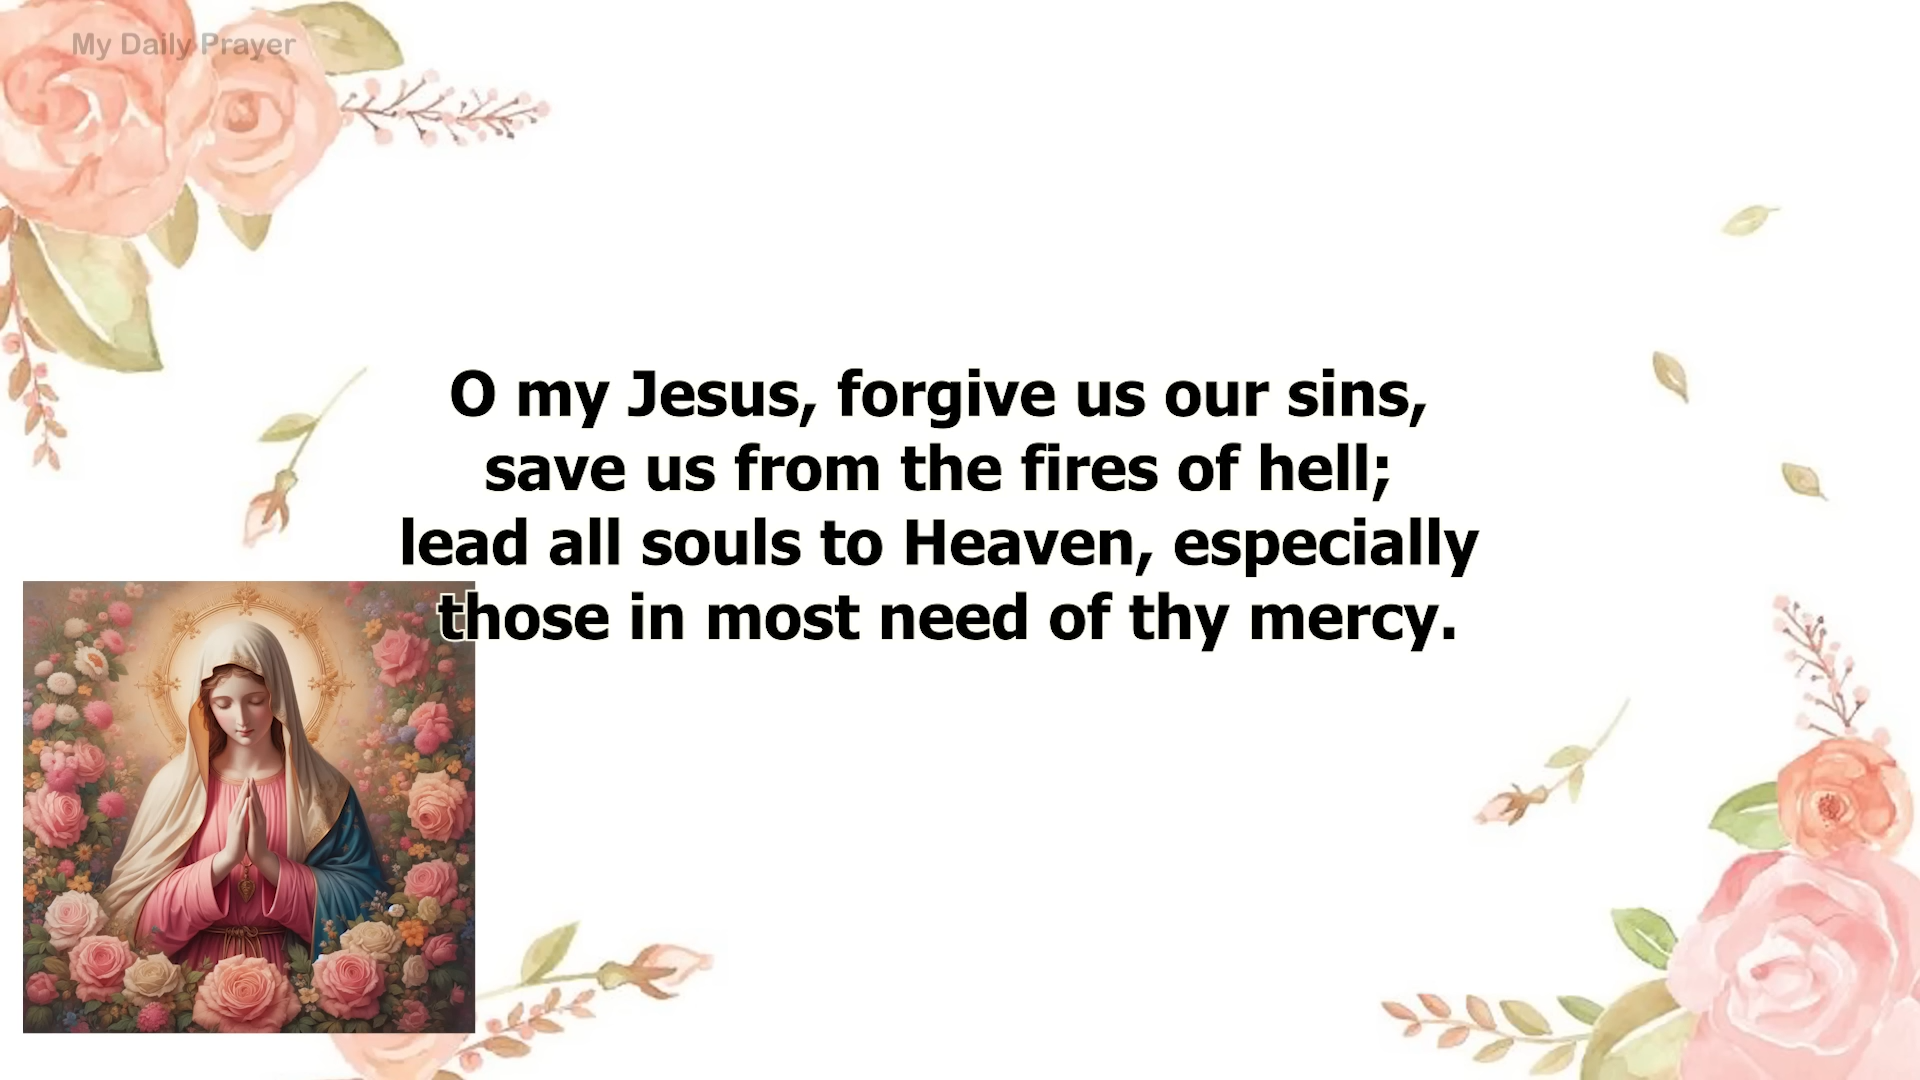 My Daily Prayer
O my Jesus, forgive us our sins,
save us from the fires of hell;
lead all souls to Heaven, especially
those in most need of thy mercy.